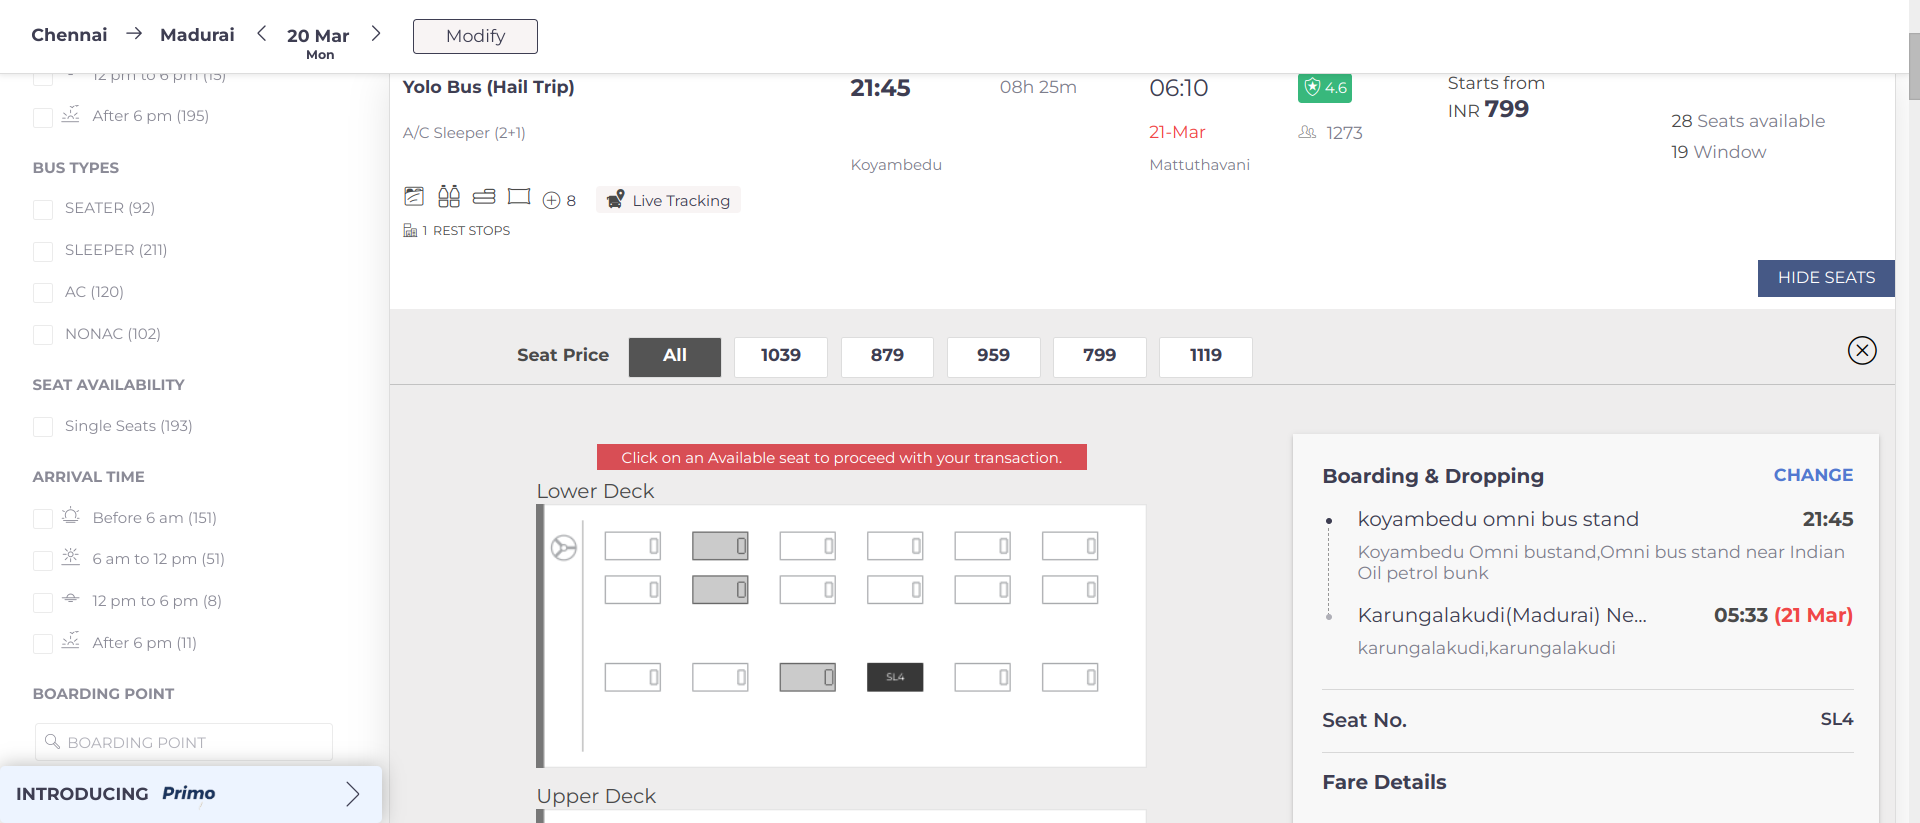 Chennai → Madurai 20 Mar Modify
Mon
12 pm to 6 pm (15)
After 6 pm (195)
BUS TYPES
SEATER (92)
SLEEPER (211)
AC (120)
NONAC (102)
SEAT AVAILABILITY
Single Seats (193)
ARRIVAL TIME
Before 6 am (151)
6 am to 12 pm (51)
12 pm to 6 pm (8)
After 6 pm (11)
BOARDING POINT
BOARDING POINT
INTRODUCING Primo
Yolo Bus (Hail Trip)
A/C Sleeper (2+1)
21:45
Koyambedu
08h 25m
06:10
21-Mar
Mattuthavani
4.6
1273
Starts from
INR 799
28 Seats available
19 Window
8
Live Tracking
1 REST STOPS
HIDE SEATS
Seat Price All 1039 879 959 799 1119
Click on an Available seat to proceed with your transaction.
Lower Deck
SL4
Upper Deck
Boarding & Dropping CHANGE
koyambedu omni bus stand 21:45
Koyambedu Omni bustand,Omni bus stand near Indian
Oil petrol bunk
Karungalakudi(Madurai) Ne... 05:33 (21 Mar)
karungalakudi,karungalakudi
Seat No. SL4
Fare Details